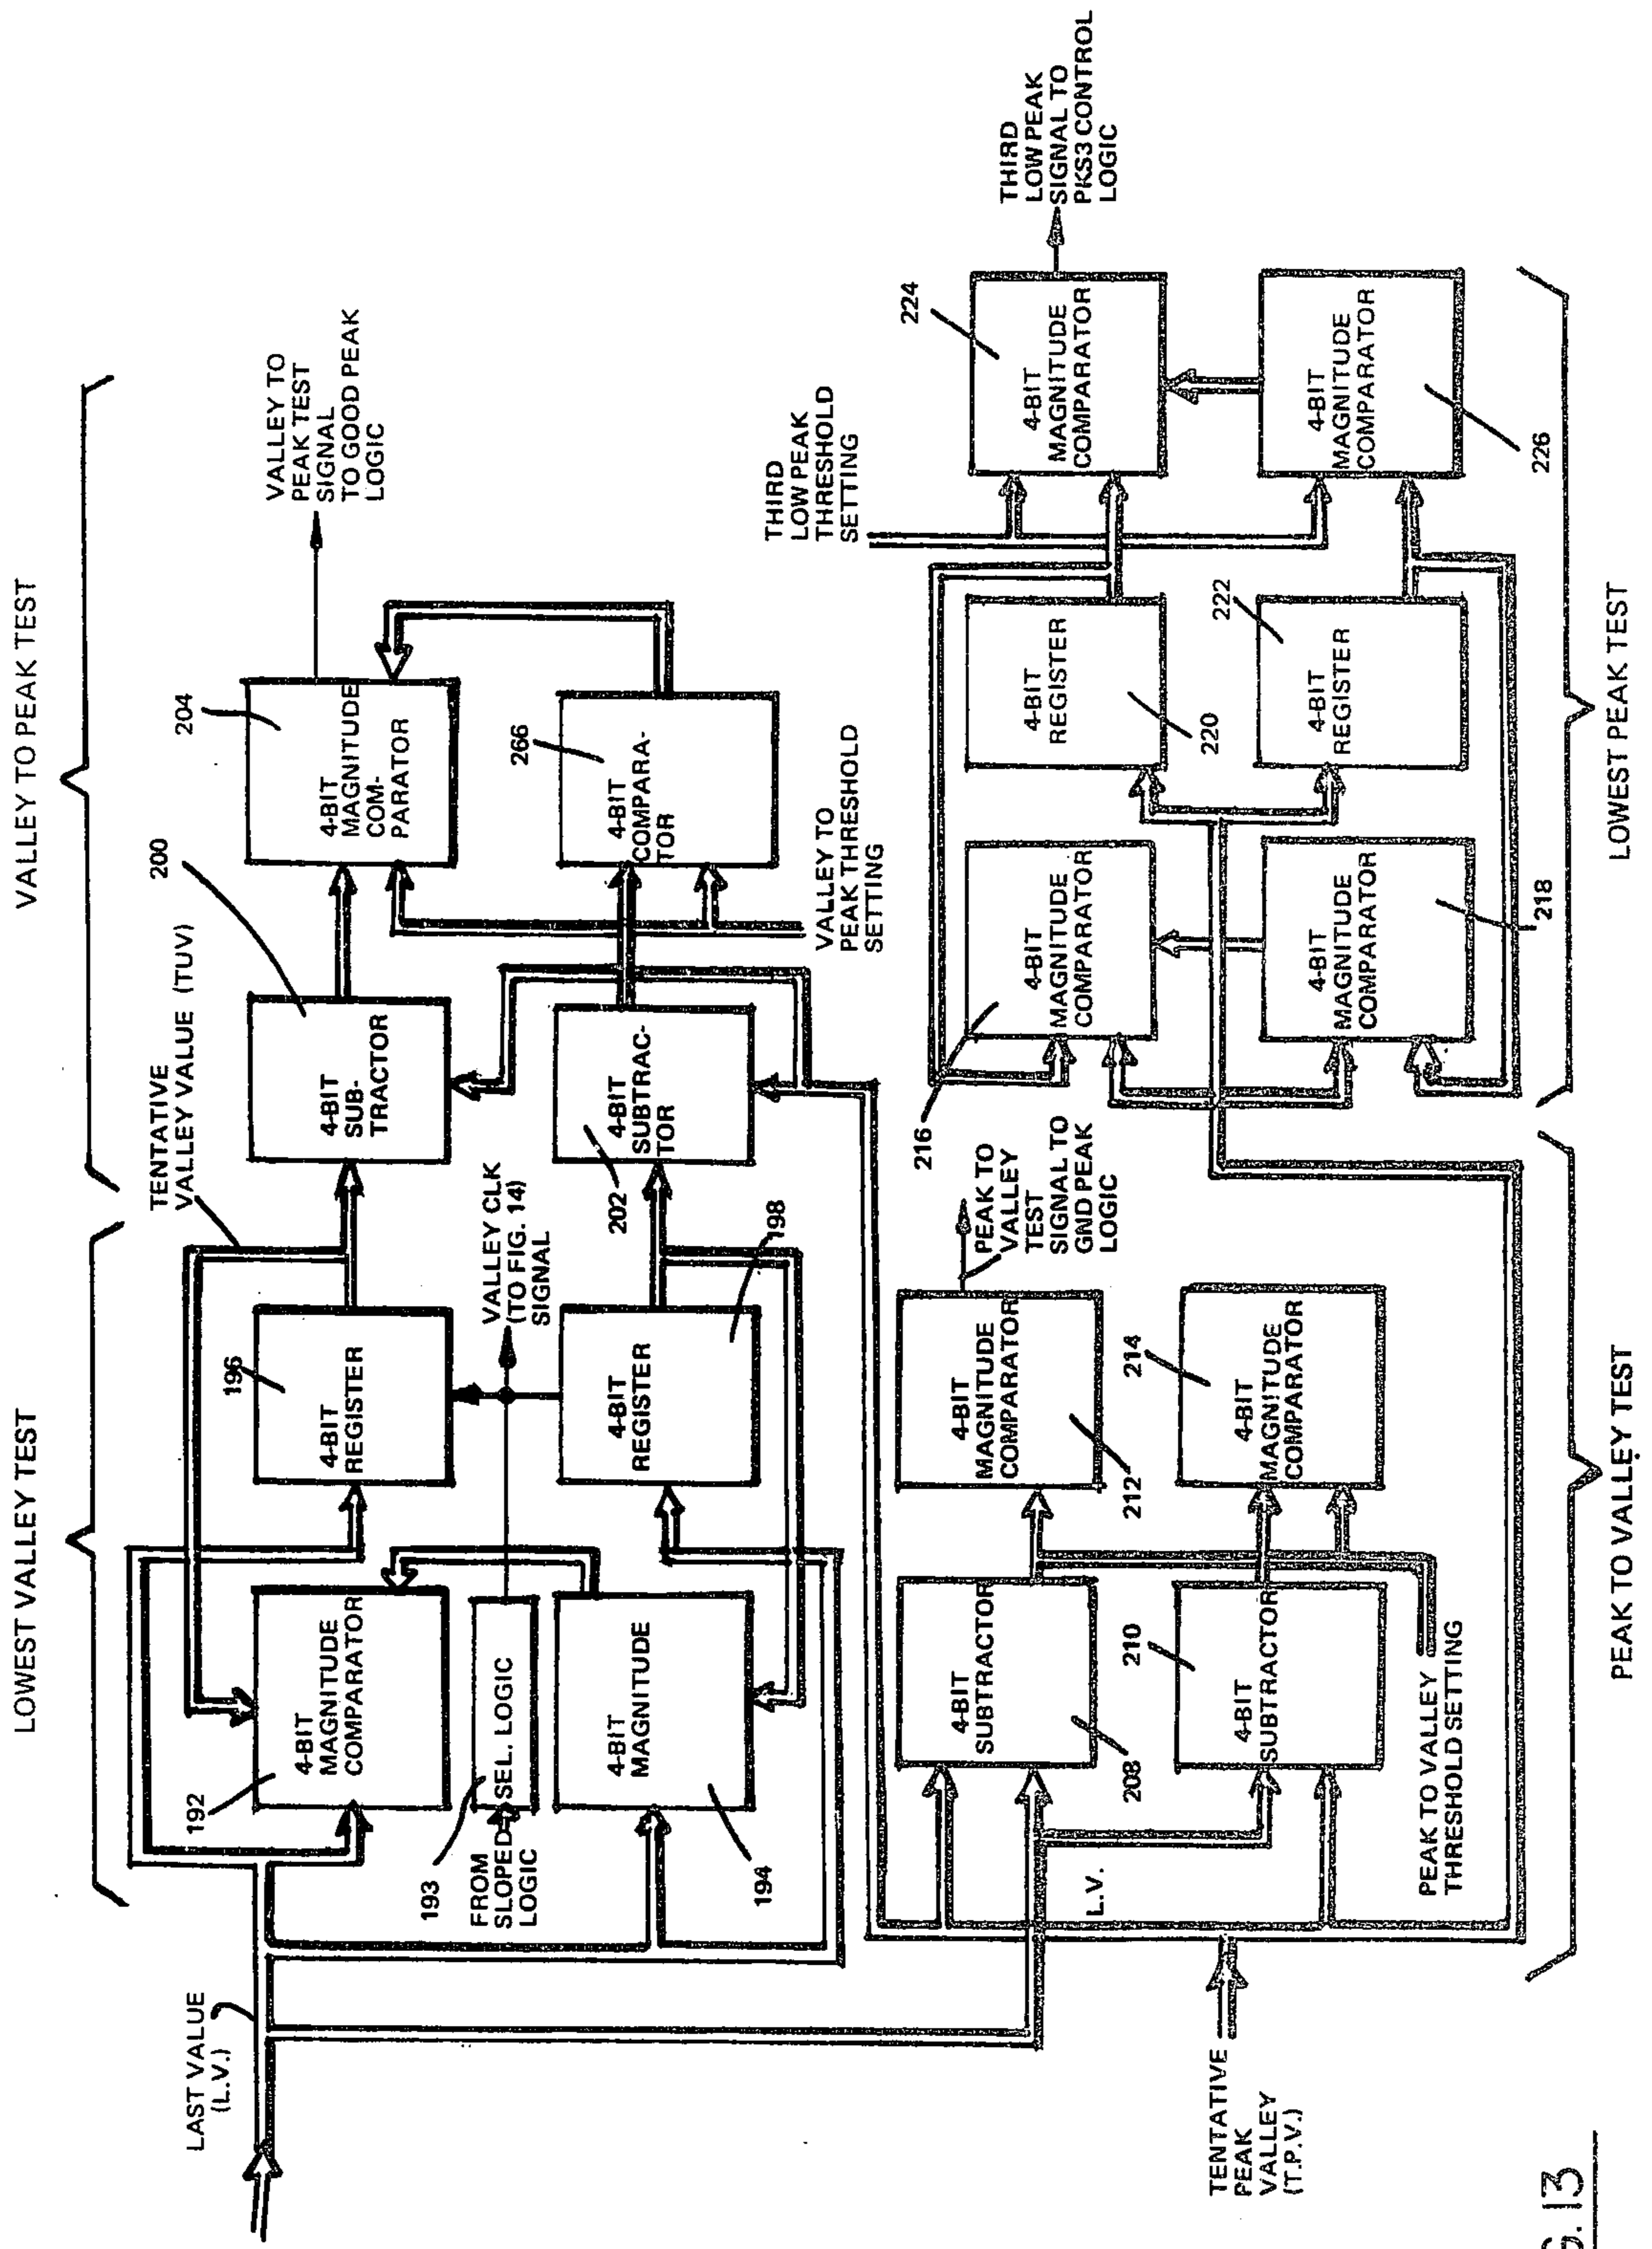 LOWEST VALLEY TEST
VALLEY TO PEAK TEST
LAST VALUE
(L.V.)
192
4-BIT
MAGNITUDE
COMPARATOR
196
4-BIT
REGISTER
TENTATIVE
VALLEY VALUE (TUV)
200
4-BIT
SUB-
TRACTOR
204
4-BIT
MAGNITUDE
COM-
PARATOR
VALLEY TO
PEAK TEST
SIGNAL
TO GOOD PEAK
LOGIC
193
FROM
SLOPED
LOGIC
SEL. LOGIC
VALLEY CLK
(TO FIG. 14)
SIGNAL
194
4-BIT
MAGNITUDE
4-BIT
REGISTER
198
202
4-BIT
SUBTRAC-
TOR
266
4-BIT
COMPARA-
TOR
VALLEY TO
PEAK THRESHOLD
SETTING
THIRD
LOW PEAK
THRESHOLD
SETTING
4-BIT
SUBTRACTOR
208
4-BIT
MAGNITUDE
COMPARATOR
212
PEAK TO
VALLEY
TEST
SIGNAL TO
GND PEAK
LOGIC
216
4-BIT
MAGNITUDE
COMPARATOR
4-BIT
REGISTER
220
224
4-BIT
MAGNITUDE
COMPARATOR
THIRD
LOW PEAK
SIGNAL TO
PKS3 CONTROL
LOGIC
L.V.
210
4-BIT
SUBTRACTOR
214
4-BIT
MAGNITUDE
COMPARATOR
4-BIT
MAGNITUDE
COMPARATOR
218
222
4-BIT
REGISTER
4-BIT
MAGNITUDE
COMPARATOR
226
TENTATIVE
PEAK
VALLEY
(T.P.V.)
PEAK TO VALLEY
THRESHOLD SETTING
PEAK TO VALLEY TEST
LOWEST PEAK TEST
G. 13